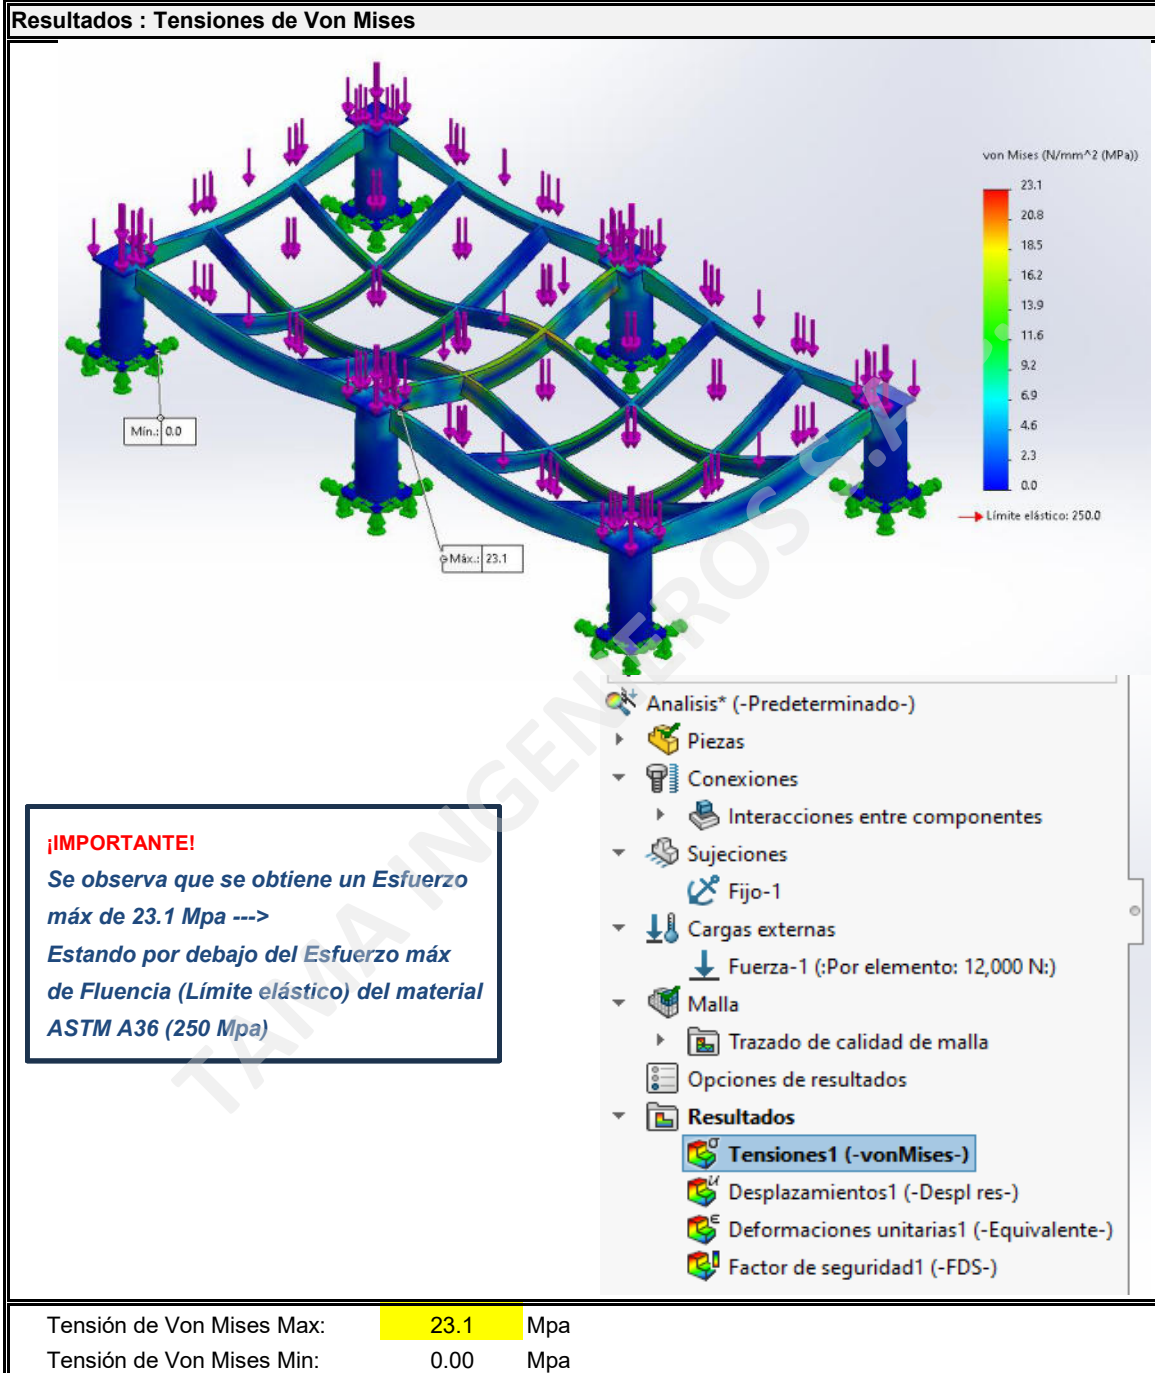 Resultados : Tensiones de Von Mises
von Mises (N/mm^2 (MPa))
23.1
20.8
18.5
16.2
13.9
11.6
9.2
6.9
4.6
2.3
0.0
Límite elástico: 250.0
Mín.: 0.0
Máx.: 23.1
Analisis* (-Predeterminado-)
Piezas
Conexiones
Interacciones entre componentes
Sujeciones
Fijo-1
Cargas externas
Fuerza-1 (:Por elemento: 12,000 N:)
Malla
Trazado de calidad de malla
Opciones de resultados
Resultados
Tensiones1 (-vonMises-)
Desplazamientos1 (-Despl res-)
Deformaciones unitarias1 (-Equivalente-)
Factor de seguridad1 (-FDS-)
¡IMPORTANTE!
Se observa que se obtiene un Esfuerzo
máx de 23.1 Mpa --->
Estando por debajo del Esfuerzo máx
de Fluencia (Límite elástico) del material
ASTM A36 (250 Mpa)
TAMA INGENIEROS S.A.
Tensión de Von Mises Max: 23.1 Mpa
Tensión de Von Mises Min: 0.00 Mpa